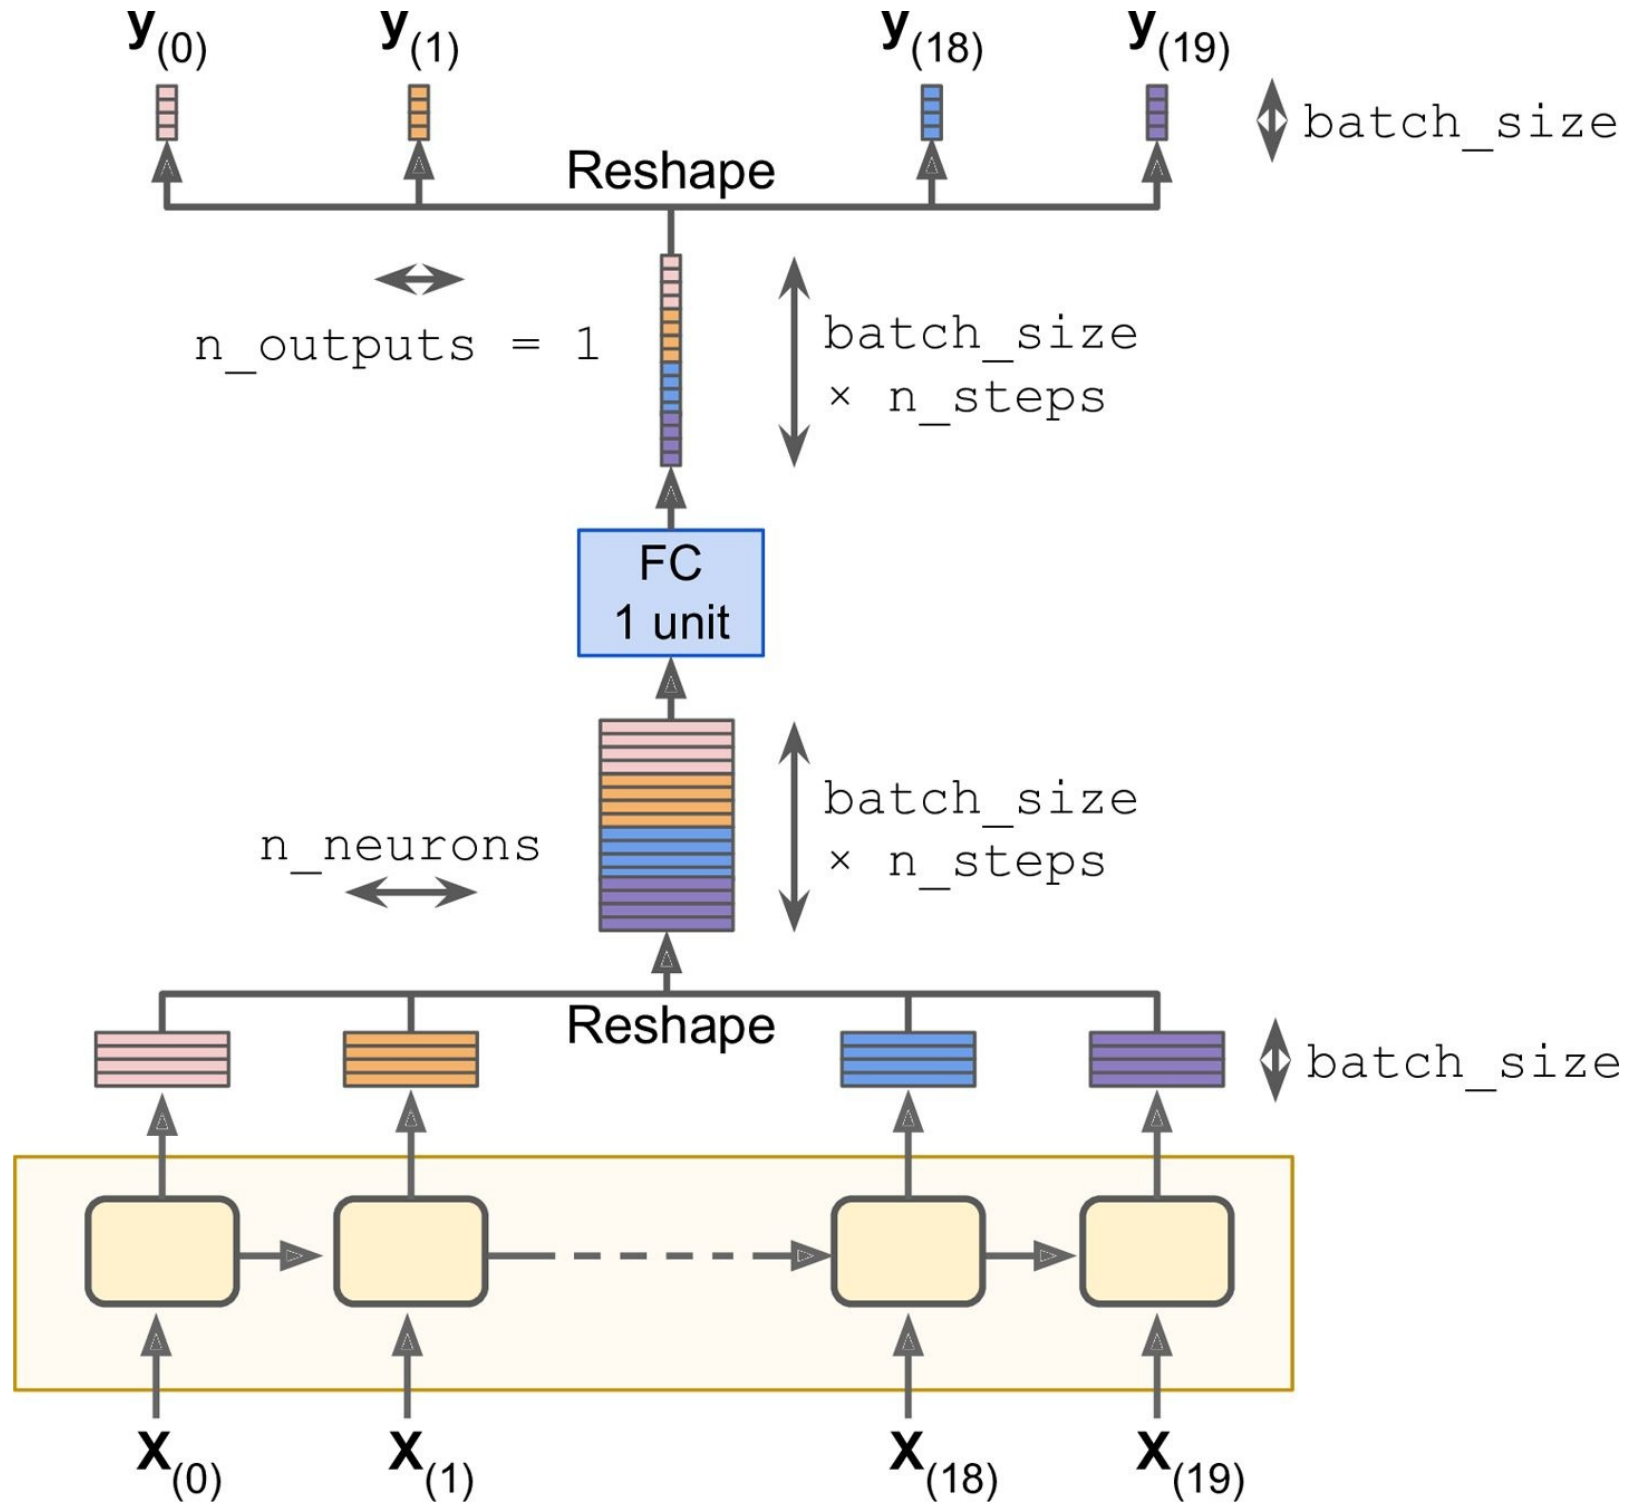 y(0) y(1) y(18) y(19)
batch_size
Reshape
n_outputs = 1
batch_size
× n_steps
FC
1 unit
n_neurons
batch_size
× n_steps
Reshape
batch_size
X(0) X(1) X(18) X(19)